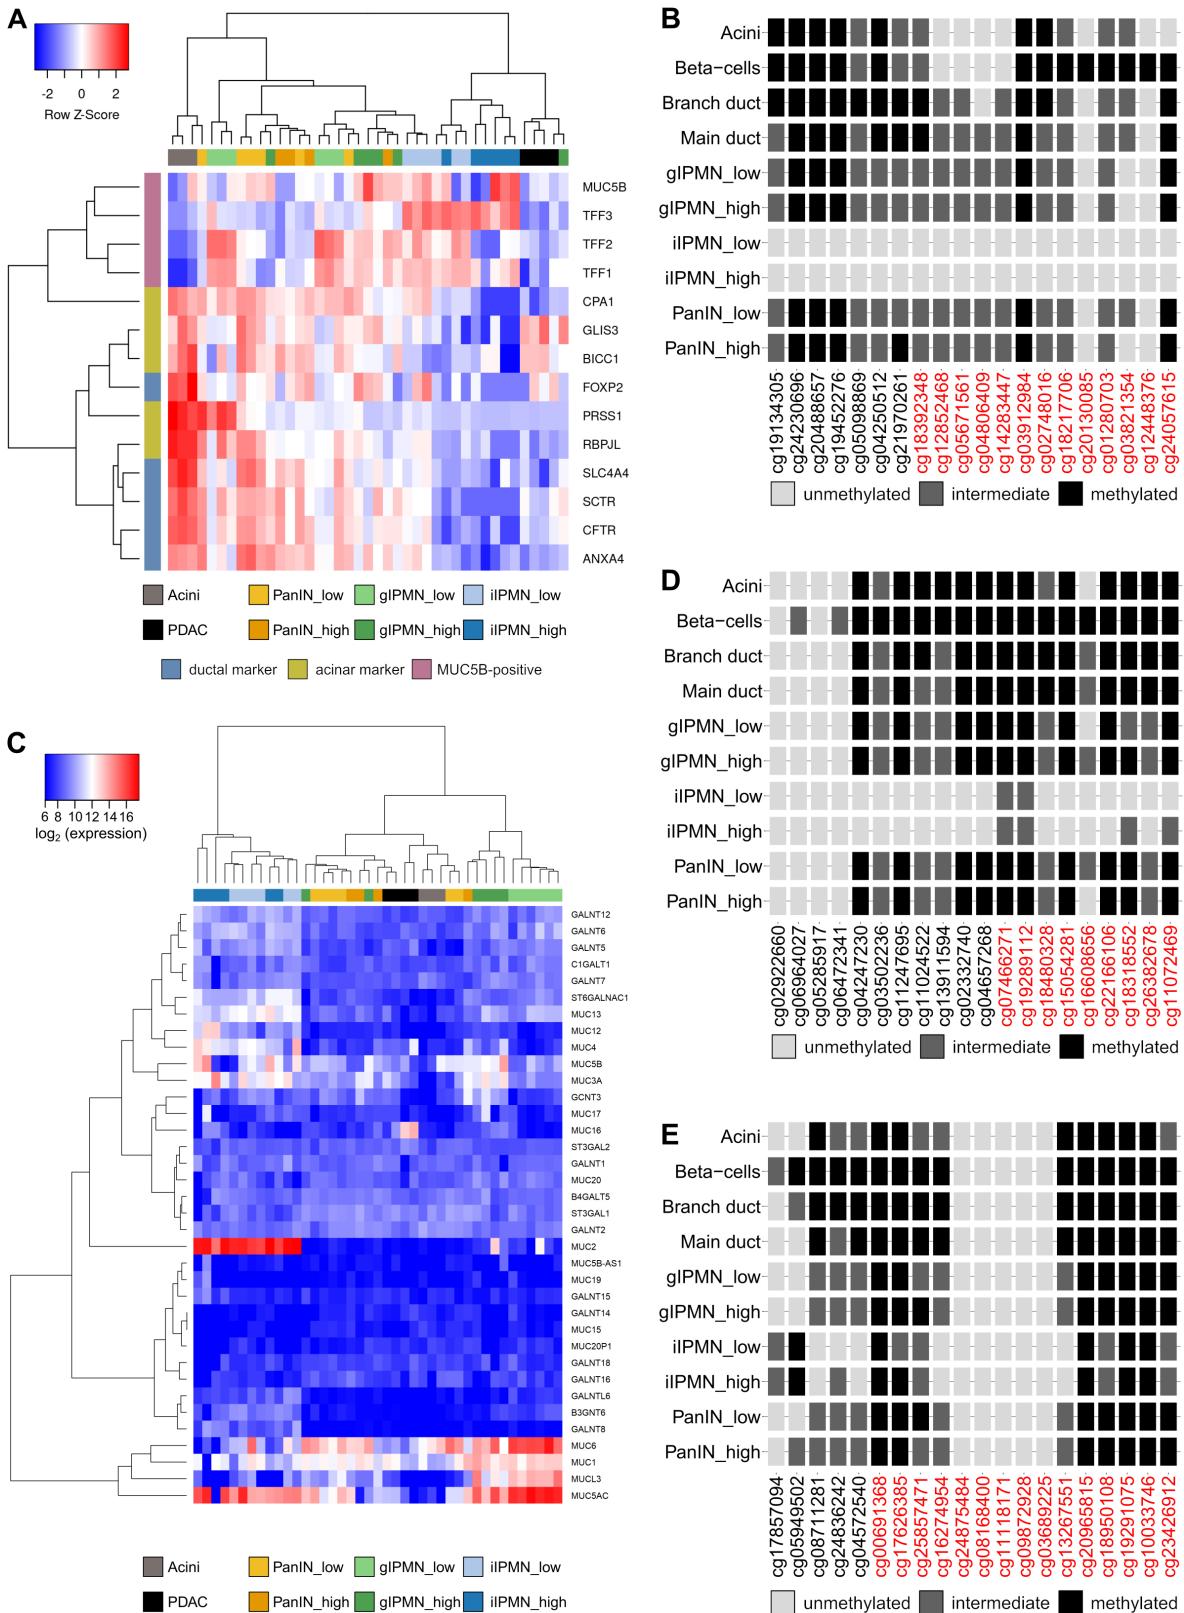 A
-2 0 2
Row Z-Score
MUC5B
TFF3
TFF2
TFF1
CPA1
GLIS3
BICC1
FOXP2
PRSS1
RBPJL
SLC4A4
SCTR
CFTR
ANXA4
Acini PanIN_low gIPMN_low iIPMN_low
PDAC PanIN_high gIPMN_high iIPMN_high
ductal marker acinar marker MUC5B-positive
B
Acini
Beta-cells
Branch duct
Main duct
gIPMN_low
gIPMN_high
iIPMN_low
iIPMN_high
PanIN_low
PanIN_high
cg19134305
cg24230696
cg20488657
cg19452276
cg05098869
cg04250512
cg21970261
cg18392348
cg12852468
cg05671561
cg04806409
cg14283447
cg03912984
cg02748016
cg18217706
cg20130085
cg01280703
cg03821354
cg12448376
cg24057615
unmethylated intermediate methylated
C
6 8 10 12 14 16
log2 (expression)
GALNT12
GALNT6
GALNT5
C1GALT1
GALNT7
ST6GALNAC1
MUC13
MUC12
MUC4
MUC5B
MUC3A
GCNT3
MUC17
MUC16
ST3GAL2
GALNT1
MUC20
B4GALT5
ST3GAL1
GALNT2
MUC2
MUC5B-AS1
MUC19
GALNT15
GALNT14
MUC15
MUC20P1
GALNT18
GALNT16
GALNTL6
B3GNT6
GALNT8
MUC6
MUC1
MUCL3
MUC5AC
Acini PanIN_low gIPMN_low iIPMN_low
PDAC PanIN_high gIPMN_high iIPMN_high
D
Acini
Beta-cells
Branch duct
Main duct
gIPMN_low
gIPMN_high
iIPMN_low
iIPMN_high
PanIN_low
PanIN_high
cg02922660
cg06964027
cg05285917
cg06472341
cg04247230
cg03502236
cg11247695
cg11024522
cg13911594
cg02332740
cg04657268
cg07466271
cg19289112
cg18480328
cg15054281
cg16608656
cg22166106
cg18318552
cg26382678
cg11072469
unmethylated intermediate methylated
E
Acini
Beta-cells
Branch duct
Main duct
gIPMN_low
gIPMN_high
iIPMN_low
iIPMN_high
PanIN_low
PanIN_high
cg17857094
cg05949502
cg08711281
cg24836242
cg04572540
cg00691368
cg17626385
cg25857471
cg16274954
cg24875484
cg08168400
cg11118171
cg09872928
cg03689225
cg13267551
cg20965815
cg18950108
cg19291075
cg10033746
cg23426912
unmethylated intermediate methylated